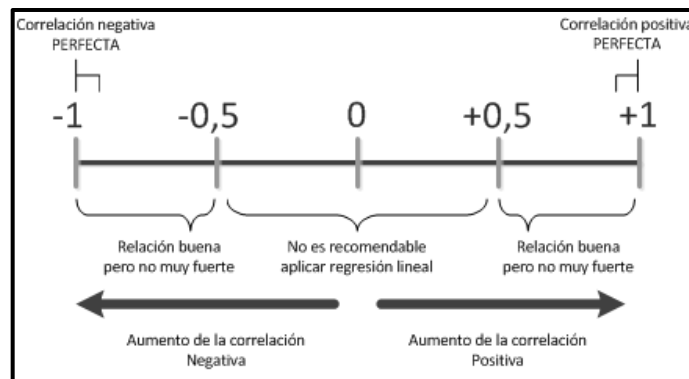 Correlación negativa
PERFECTA
Correlación positiva
PERFECTA
-1
-0,5
0
+0,5
+1
Relación buena
pero no muy fuerte
No es recomendable
aplicar regresión lineal
Relación buena
pero no muy fuerte
Aumento de la correlación
Negativa
Aumento de la correlación
Positiva